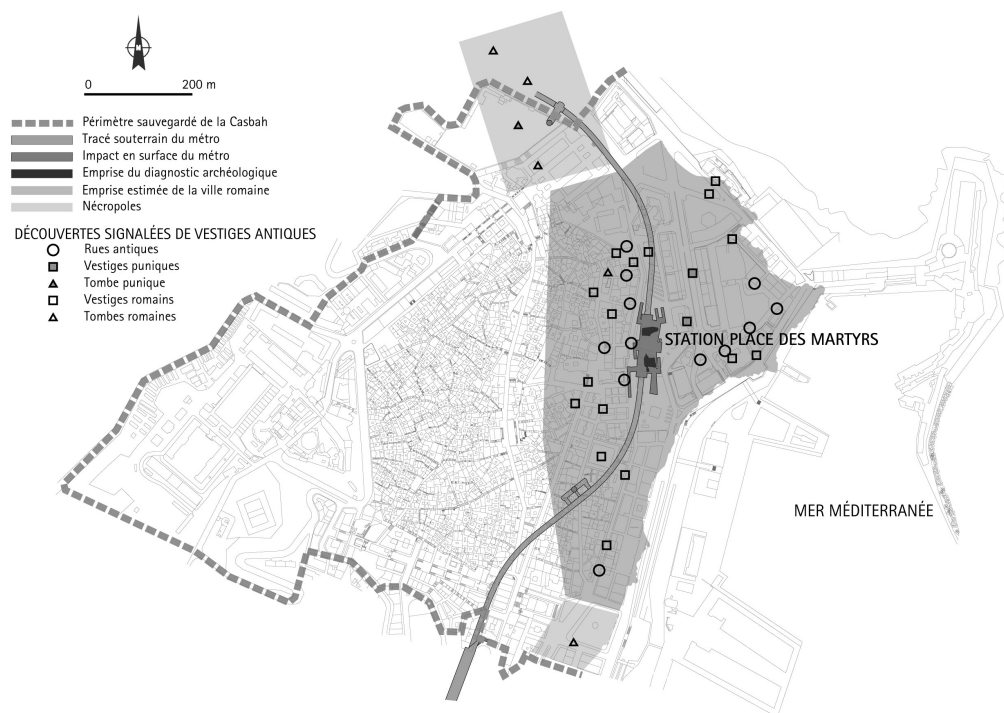 0 200 m
Périmètre sauvegardé de la Casbah
Tracé souterrain du métro
Impact en surface du métro
Emprise du diagnostic archéologique
Emprise estimée de la ville romaine
Nécropoles
DÉCOUVERTES SIGNALÉES DE VESTIGES ANTIQUES
Rues antiques
Vestiges puniques
Tombe punique
Vestiges romains
Tombes romaines
STATION PLACE DES MARTYRS
MER MÉDITERRANÉE